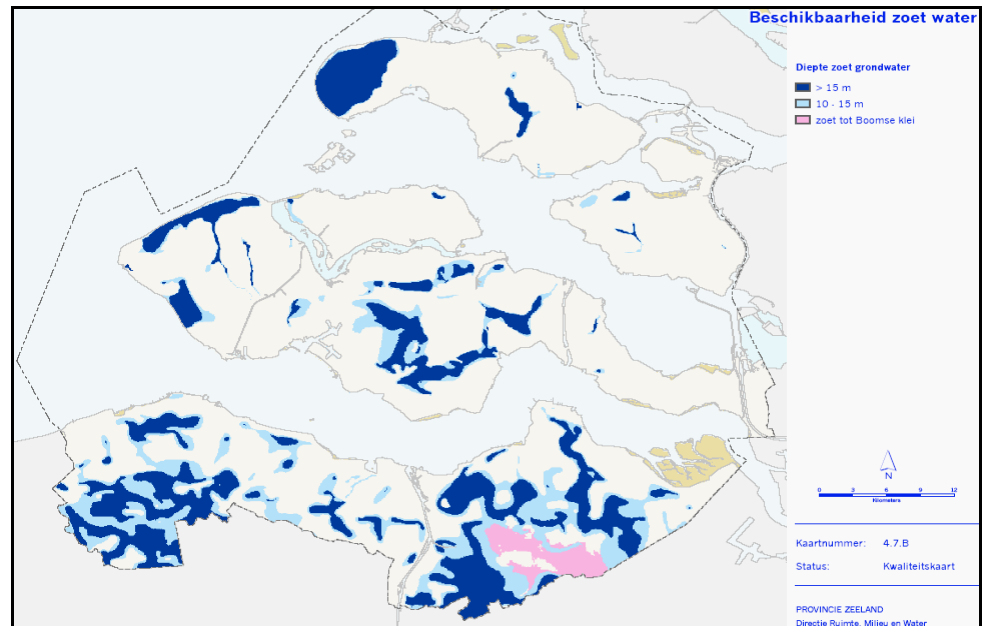 Beschikbaarheid zoet water
Diepte zoet grondwater
> 15 m
10 - 15 m
zoet tot Boomse klei
N
0 3 6 9 12
Kilometers
Kaartnummer: 4.7.B
Status: Kwaliteitskaart
PROVINCIE ZEELAND
Directie Ruimte, Milieu en Water